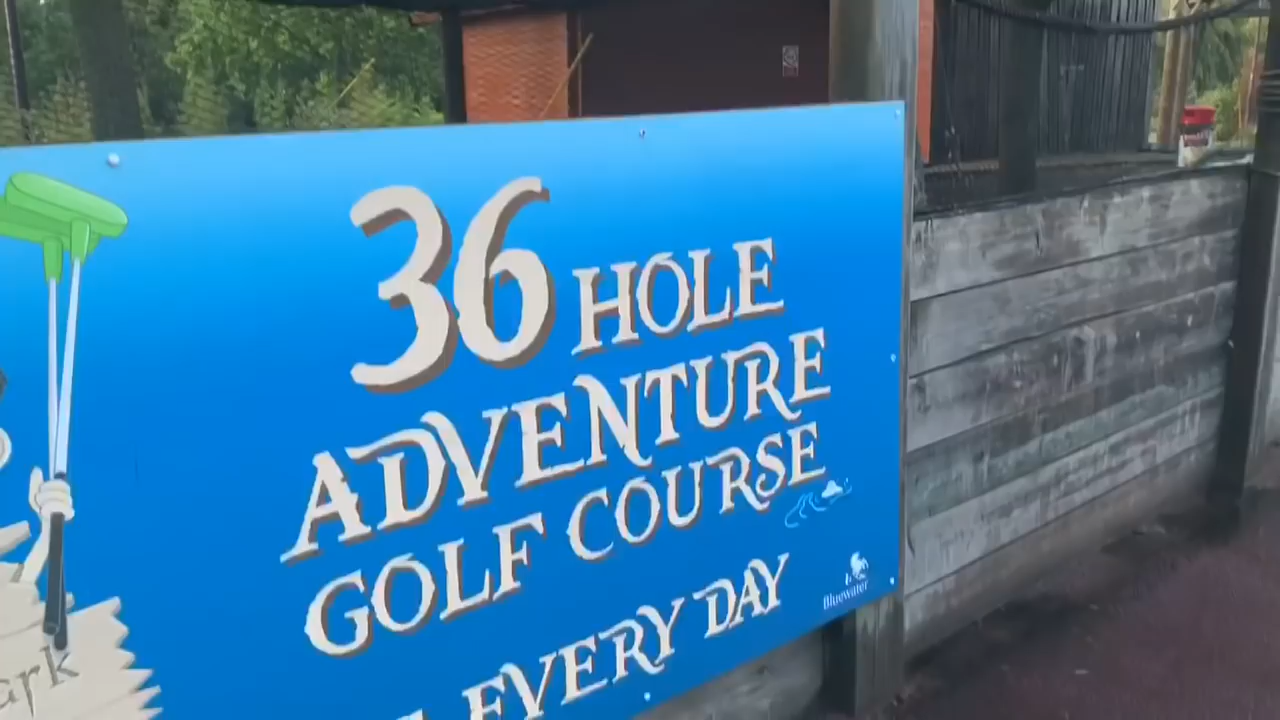 36 HOLE
ADVENTURE
GOLF COURSE
EVERY DAY
Bluewater